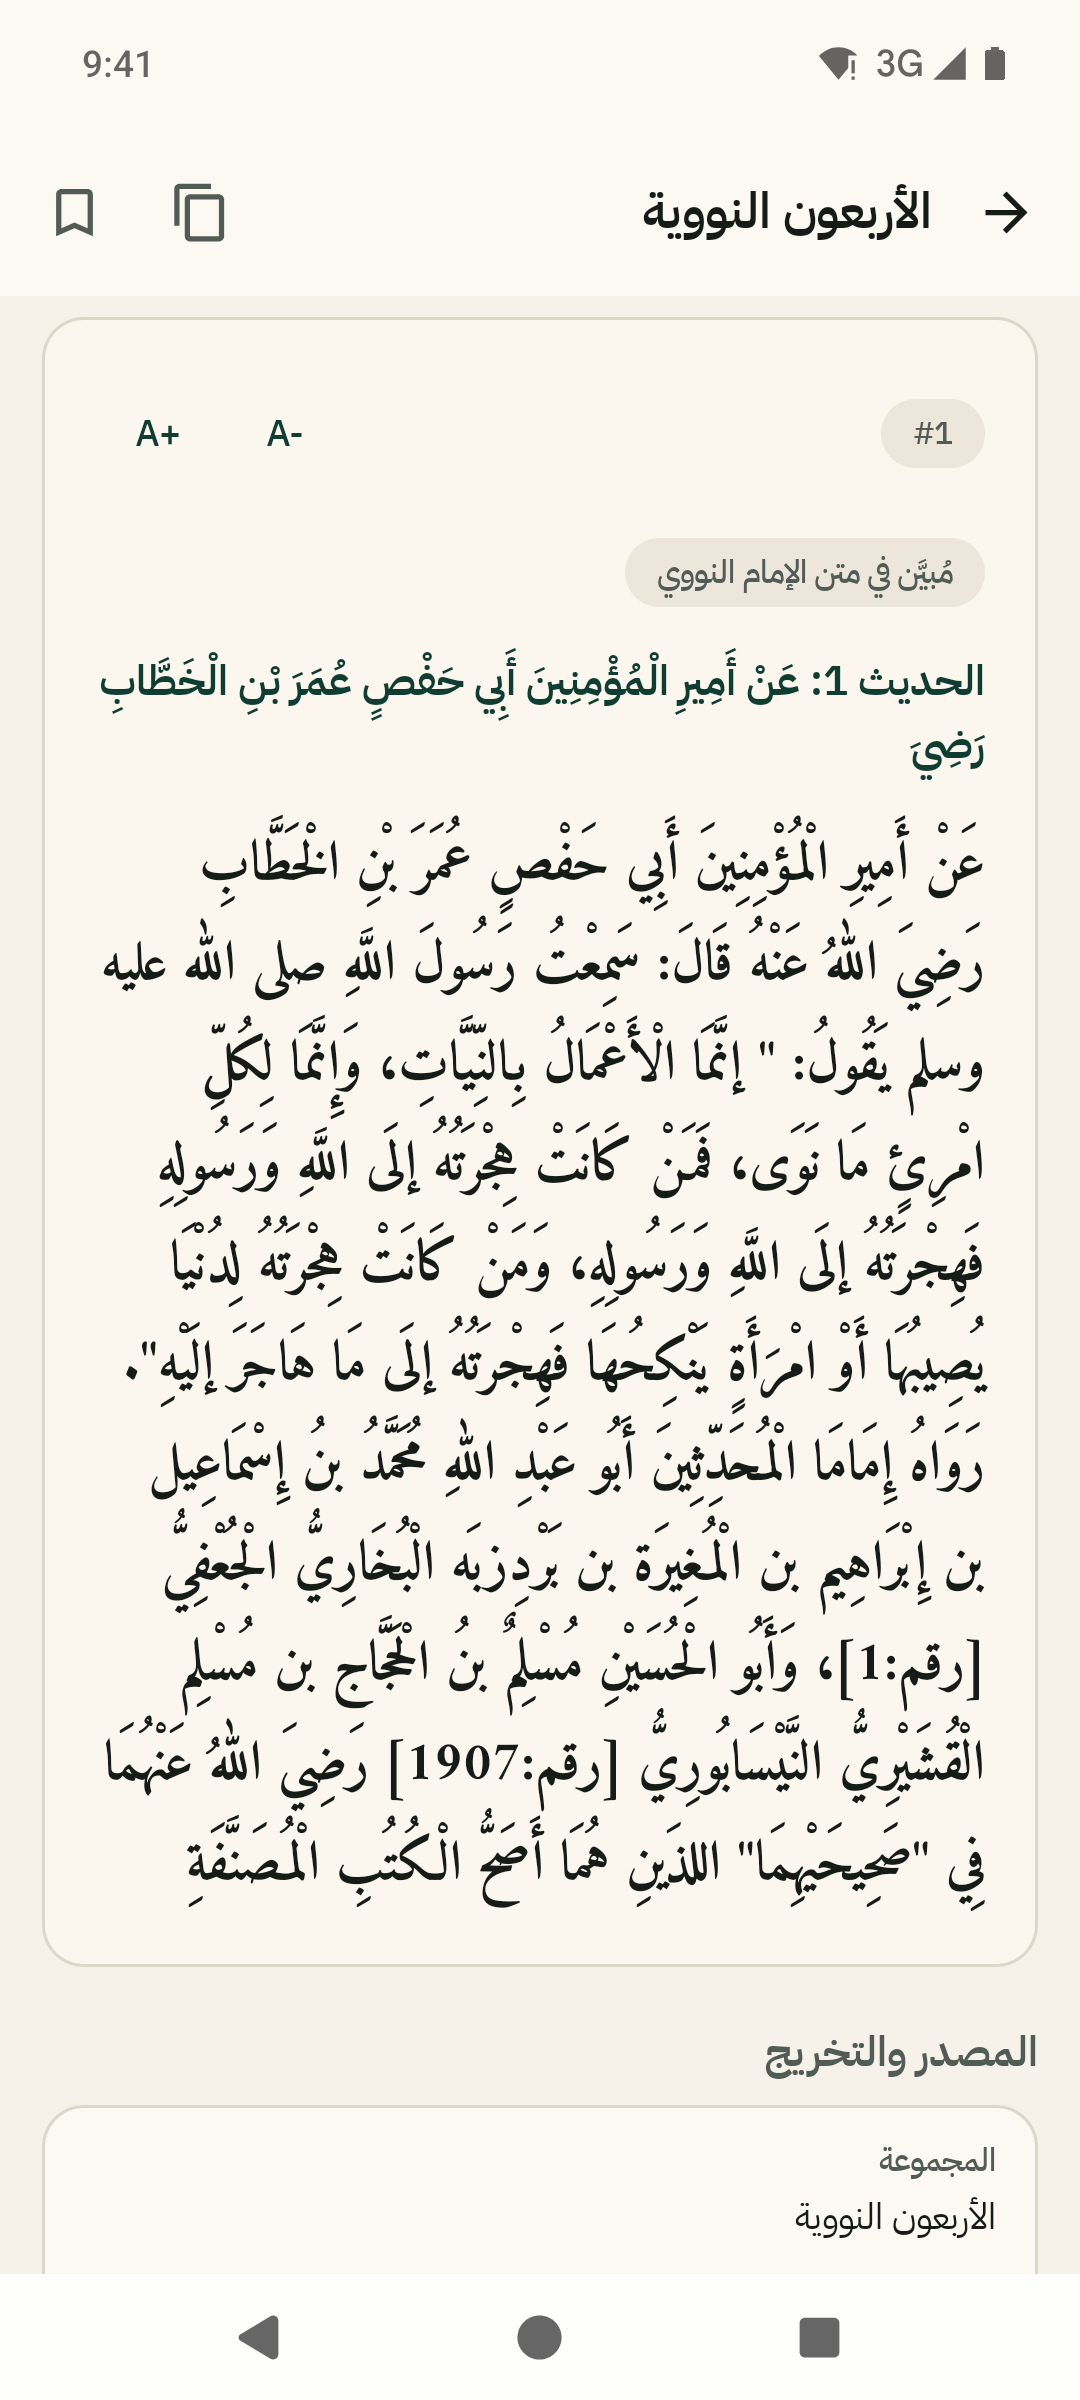 9:41
3G
الأربعون النووية
#1
A-
A+
مُبيَّن في متن الإمام النووي
الحديث 1: عَنْ أَمِيرِ الْمُؤْمِنِينَ أَبِي حَفْصٍ عُمَرَ بْنِ الْخَطَّابِ
رَضِيَ
عَنْ أَمِيرِ الْمُؤْمِنِينَ أَبِي حَفْصٍ عُمَرَ بْنِ الْخَطَّابِ
رَضِيَ اللهُ عَنْهُ قَالَ: سَمِعْتُ رَسُولَ اللَّهِ صلى الله عليه
وسلم يَقُولُ: " إنَّمَا الْأَعْمَالُ بِالنِّيَّاتِ، وَإِنَّمَا لِكُلِّ
امْرِئٍ مَا نَوَى، فَمَنْ كَانَتْ هِجْرَتُهُ إلَى اللَّهِ وَرَسُولِهِ
فَهِجْرَتُهُ إلَى اللَّهِ وَرَسُولِهِ، وَمَنْ كَانَتْ هِجْرَتُهُ لِدُنْيَا
يُصِيبُهَا أَوْ امْرَأَةٍ يَنْكِحُهَا فَهِجْرَتُهُ إلَى مَا هَاجَرَ إلَيْهِ".
رَوَاهُ إِمَامَا الْمُحَدِّثِينَ أَبُو عَبْدِ اللهِ مُحَمَّدُ بنُ إِسْمَاعِيل
بن إِبْرَاهِيم بن الْمُغِيرَة بن بَرْدِزبَه الْبُخَارِيُّ الْجُعْفِيُّ
[رقم:1]، وَأَبُو الْحُسَيْنِ مُسْلِمٌ بنُ الْحَجَّاج بن مُسْلِم
الْقُشَيْرِيُّ النَّيْسَابُورِيُّ [رقم:1907] رَضِيَ اللهُ عَنْهُمَا
فِي "صَحِيحَيْهِمَا" اللذَينِ هُمَا أَصَحُّ الْكُتُبِ الْمُصَنَّفَةِ
المصدر والتخريج
المجموعة
الأربعون النووية